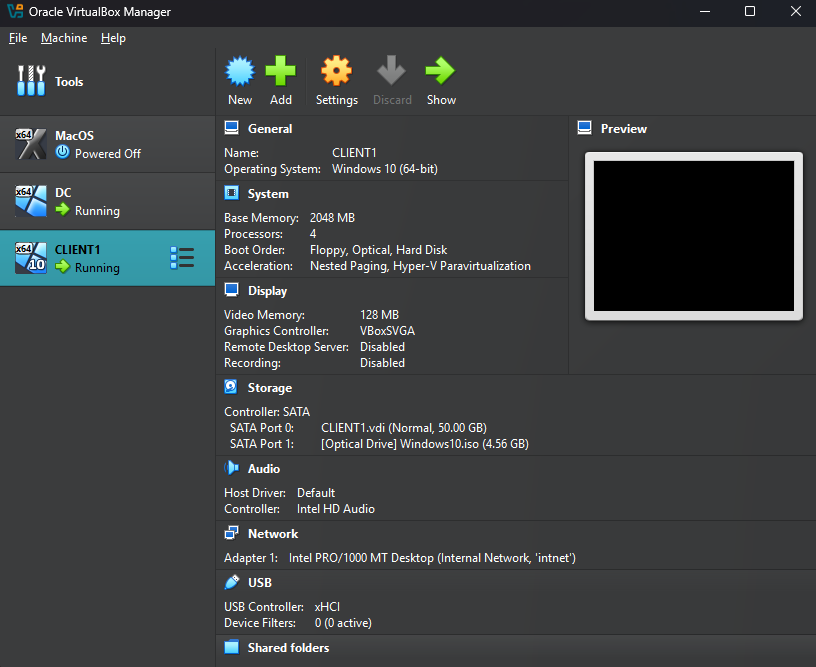 Oracle VirtualBox Manager
File Machine Help
Tools
New Add Settings Discard Show
x64 MacOS
Powered Off
x64 DC
Running
x64 CLIENT1
10 Running
General
Name: CLIENT1
Operating System: Windows 10 (64-bit)
System
Base Memory: 2048 MB
Processors: 4
Boot Order: Floppy, Optical, Hard Disk
Acceleration: Nested Paging, Hyper-V Paravirtualization
Display
Video Memory: 128 MB
Graphics Controller: VBoxSVGA
Remote Desktop Server: Disabled
Recording: Disabled
Storage
Controller: SATA
SATA Port 0: CLIENT1.vdi (Normal, 50.00 GB)
SATA Port 1: [Optical Drive] Windows10.iso (4.56 GB)
Audio
Host Driver: Default
Controller: Intel HD Audio
Network
Adapter 1: Intel PRO/1000 MT Desktop (Internal Network, 'intnet')
USB
USB Controller: xHCI
Device Filters: 0 (0 active)
Shared folders
Preview